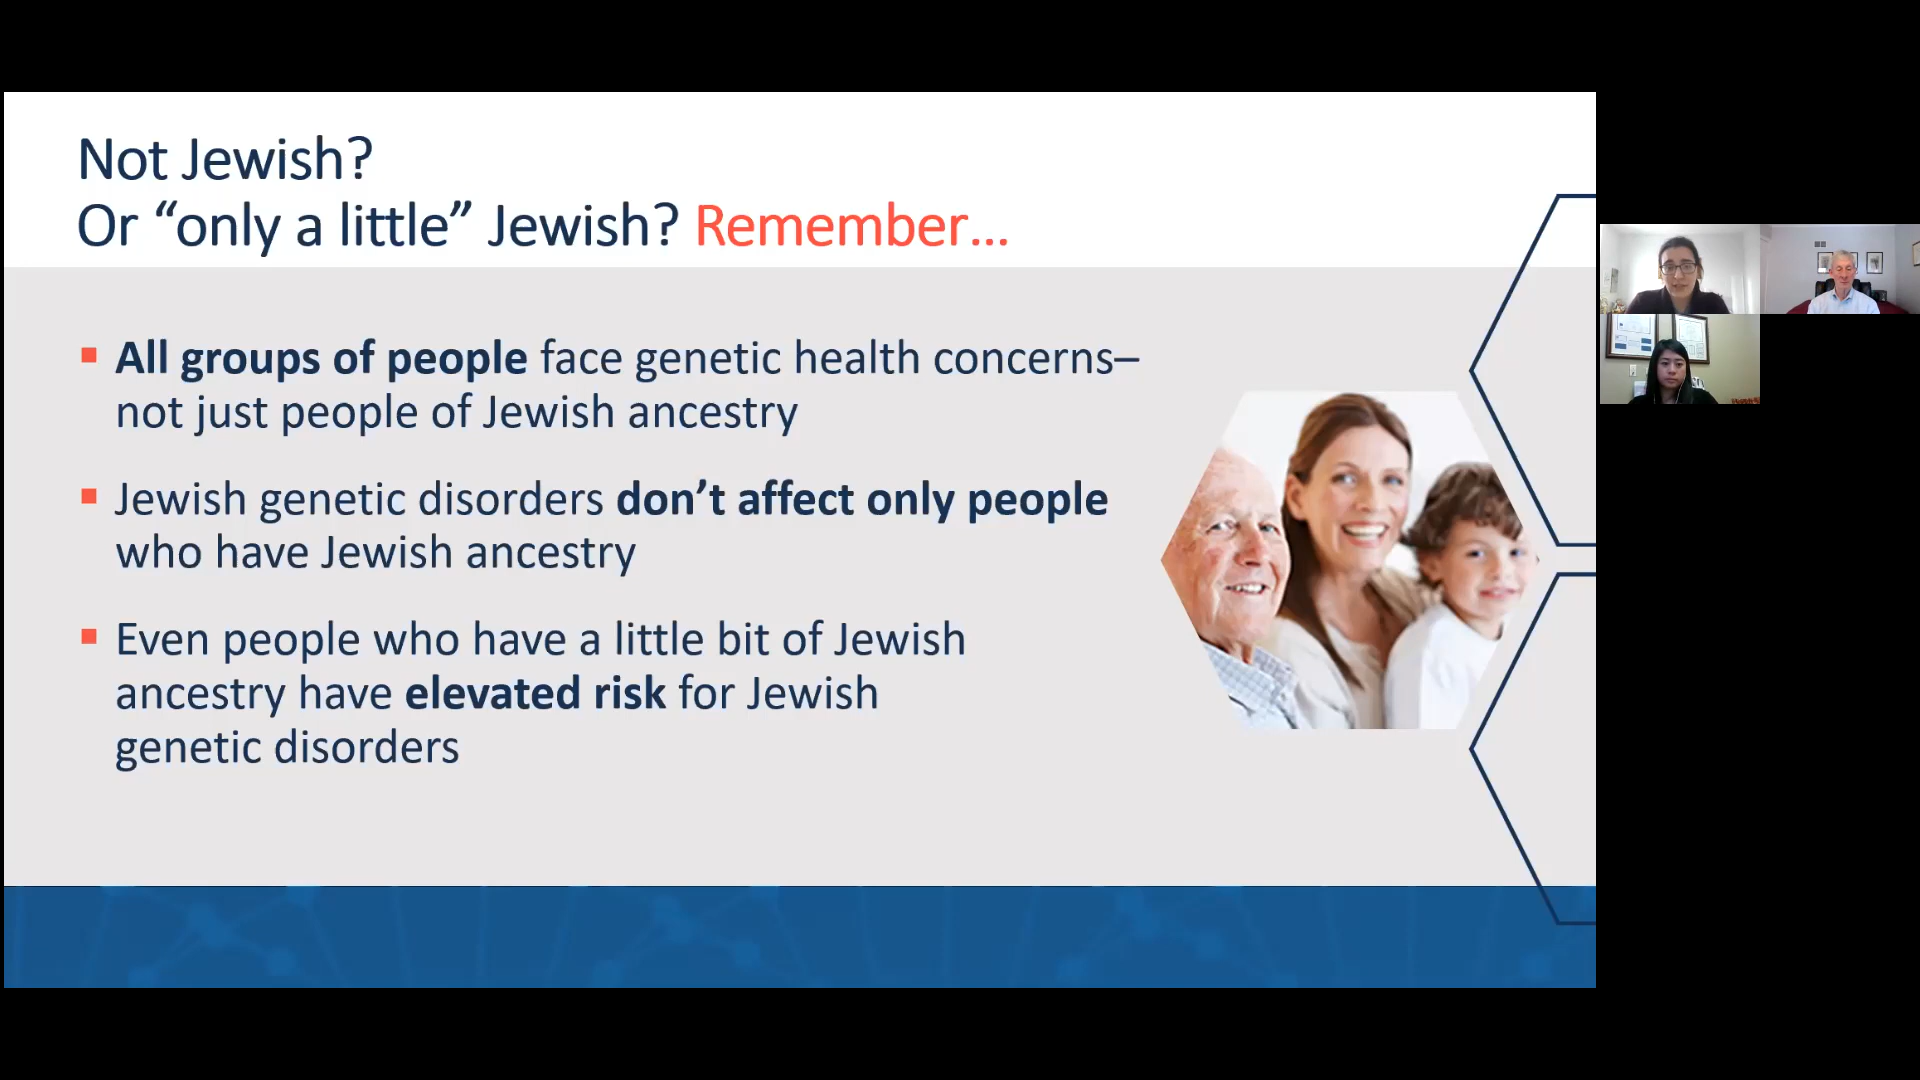 Not Jewish?
Or “only a little” Jewish? Remember...
All groups of people face genetic health concerns–
not just people of Jewish ancestry
Jewish genetic disorders don’t affect only people
who have Jewish ancestry
Even people who have a little bit of Jewish
ancestry have elevated risk for Jewish
genetic disorders